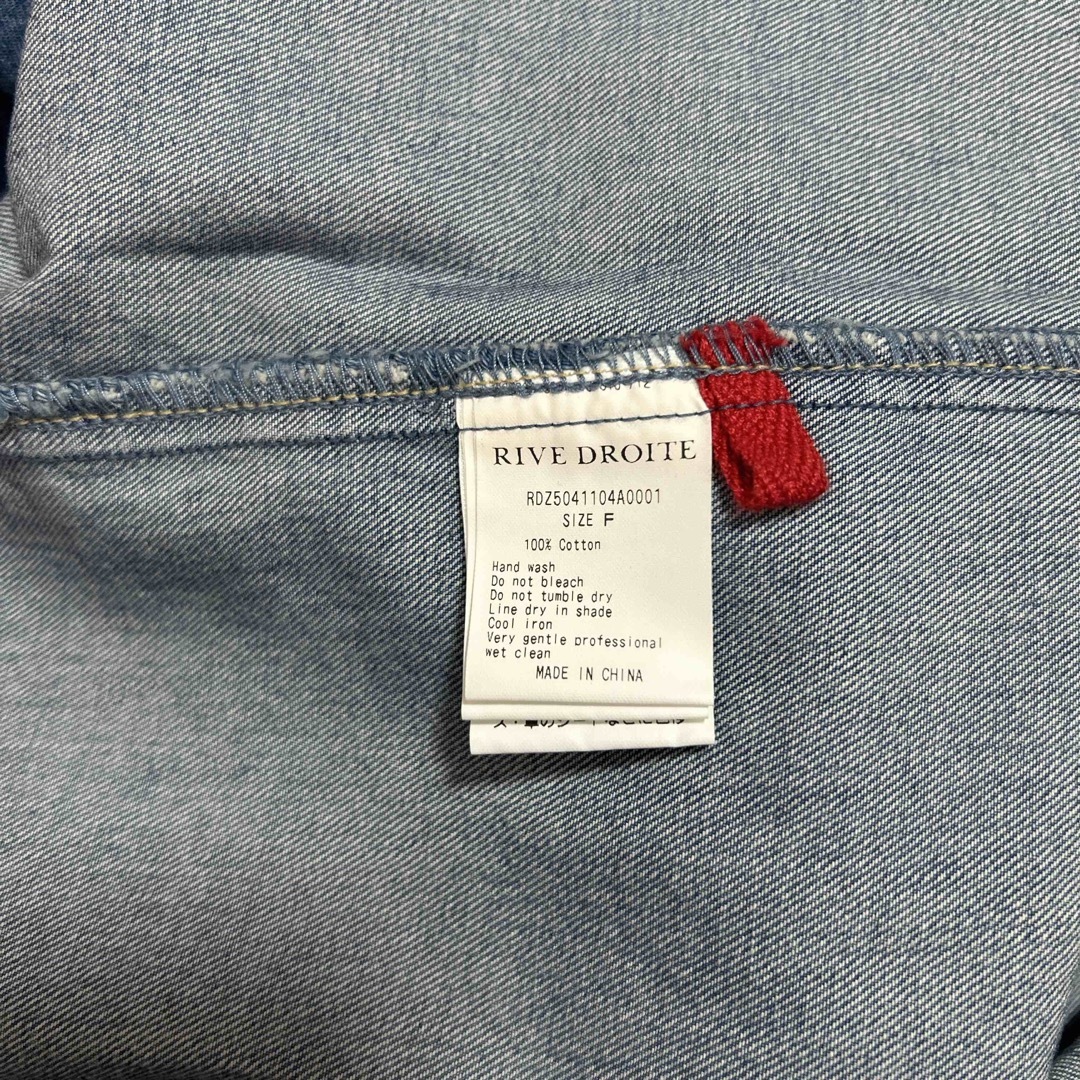 RIVE DROITE
RDZ5041104A0001
SIZE F
100% Cotton
Hand wash
Do not bleach
Do not tumble dry
Line dry in shade
Cool iron
Very gentle professional
wet clean
MADE IN CHINA